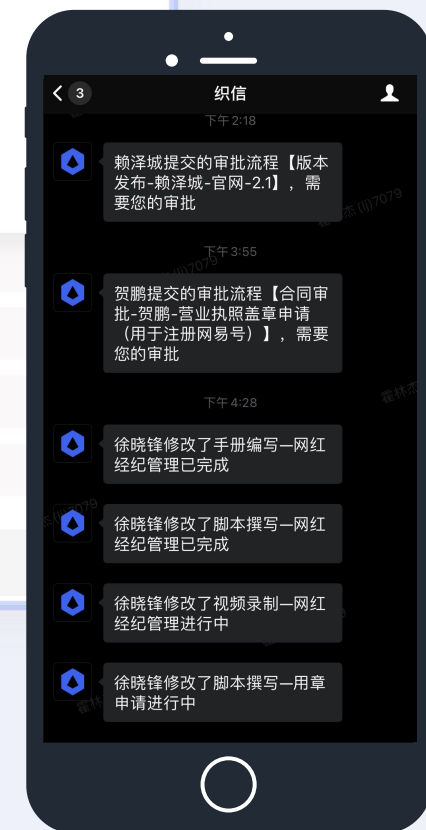 3
织信
下午2:18
赖泽城提交的审批流程【版本
发布-赖泽城-官网-2.1】，需
要您的审批
杰(lj)7079
下午3:55
贺鹏提交的审批流程【合同审
批-贺鹏-营业执照盖章申请
（用于注册网易号）】，需要
您的审批
霍林杰
下午4:28
徐晓锋修改了手册编写—网红
经纪管理已完成
徐晓锋修改了脚本撰写—网红
经纪管理已完成
徐晓锋修改了视频录制—网红
经纪管理进行中
徐晓锋修改了脚本撰写—用章
申请进行中